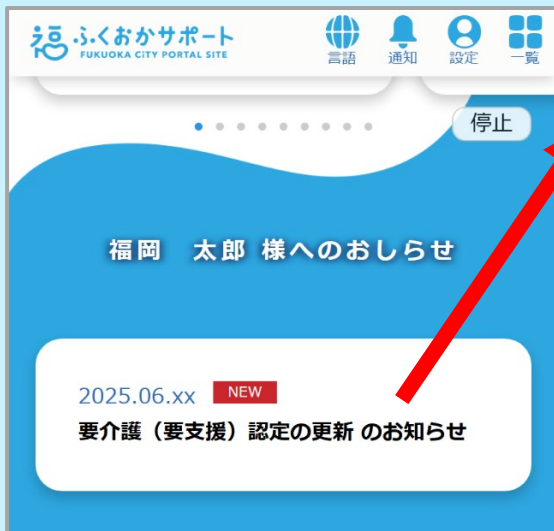 ふくおかサポート
FUKUOKA CITY PORTAL SITE
言語 通知 設定 一覧
停止
福岡　太郎 様へのおしらせ
2025.06.xx NEW
要介護（要支援）認定の更新 のお知らせ